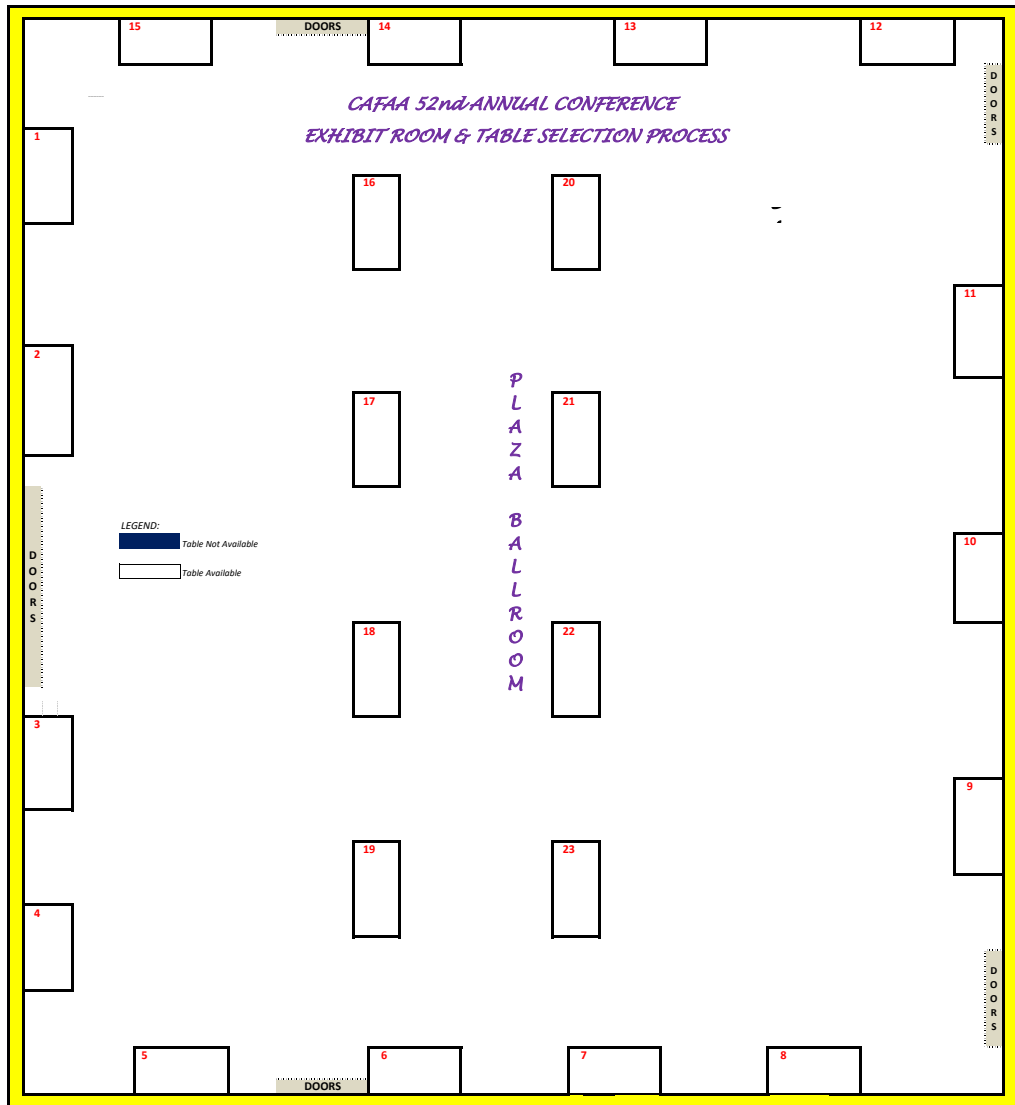 15
DOORS
14
13
12
DOORS
CAFAA 52nd ANNUAL CONFERENCE
EXHIBIT ROOM & TABLE SELECTION PROCESS
1
16
20
11
2
PLAZA BALLROOM
17
21
LEGEND:
Table Not Available
Table Available
DOORS
10
18
22
3
9
19
23
4
DOORS
5
6
7
8
DOORS